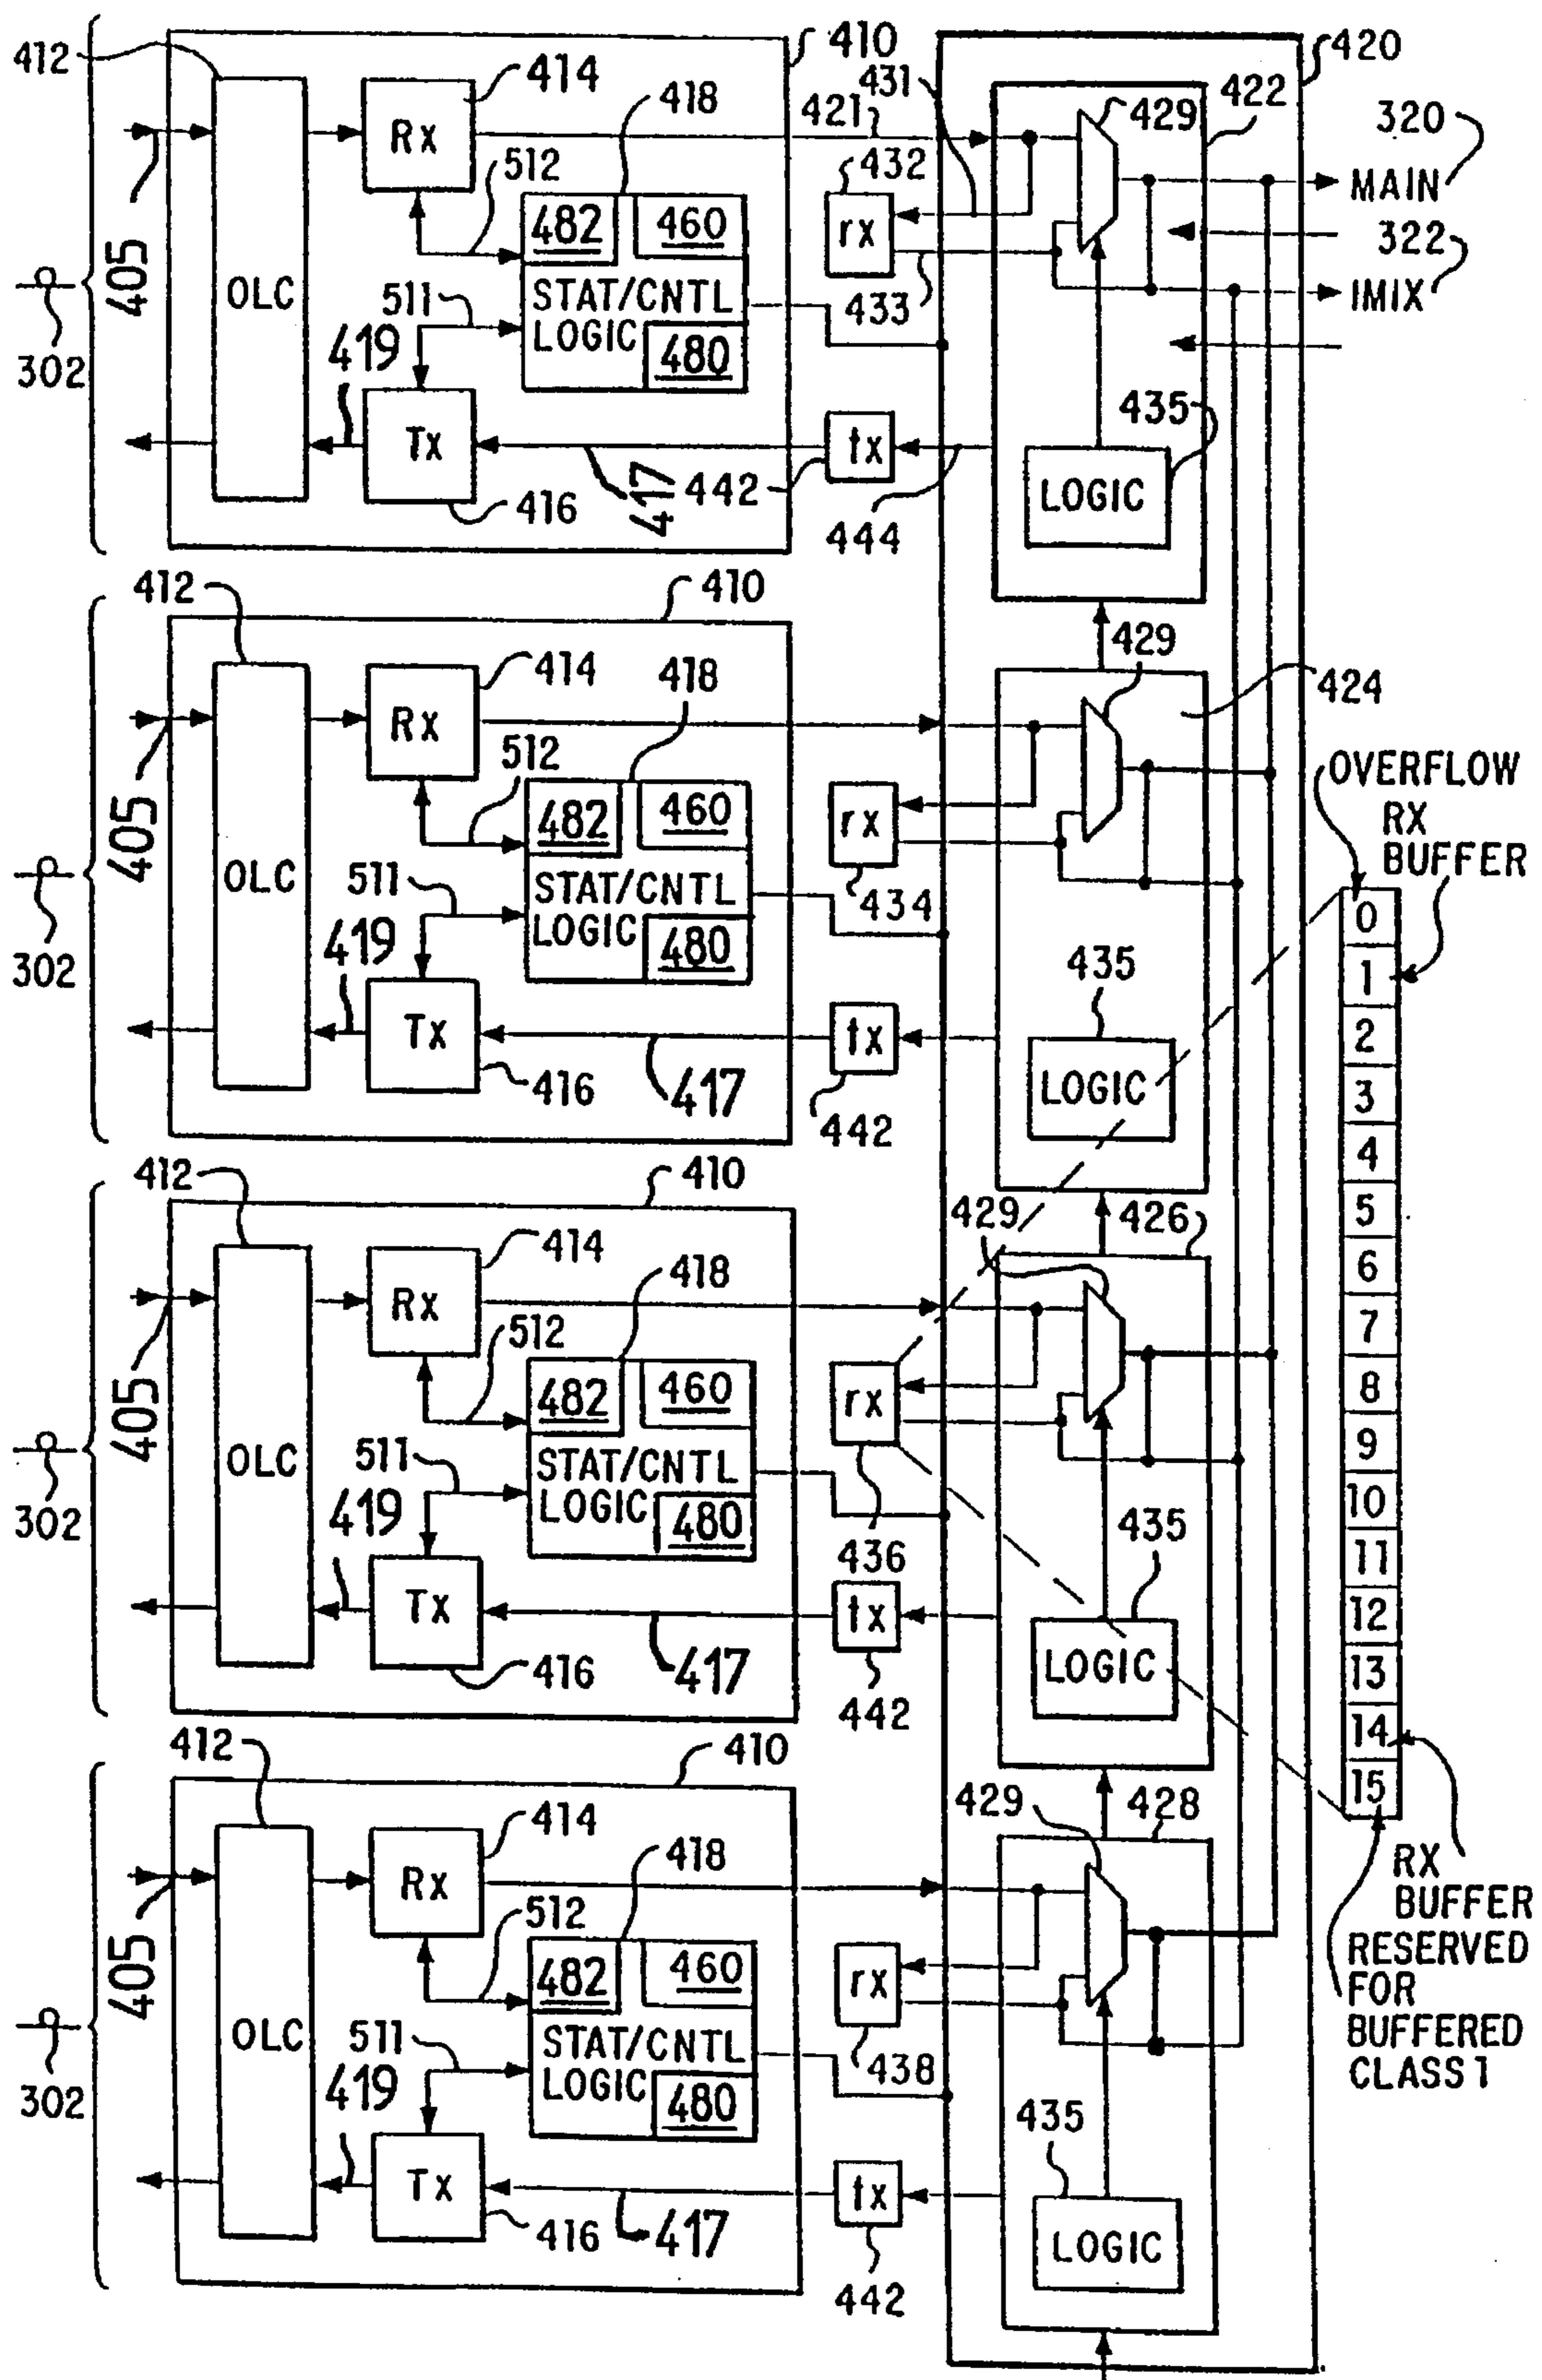 412
410
414
418
421
431
420
422
429
320
MAIN
322
IMIX
Rx
512
432
rx
433
482
460
STAT/CNTL
LOGIC
480
405
OLC
302
511
419
Tx
416
417
442
tx
444
435
LOGIC
412
410
414
418
429
424
Rx
512
482
460
rx
434
STAT/CNTL
LOGIC
480
405
OLC
302
511
419
Tx
416
417
tx
442
435
LOGIC
OVERFLOW
RX
BUFFER
0
1
2
3
4
5
6
7
8
9
10
11
12
13
14
15
RX
BUFFER
RESERVED
FOR
BUFFERED
CLASS 1
412
410
414
418
429
426
Rx
512
482
460
rx
436
STAT/CNTL
LOGIC
480
405
OLC
302
511
419
Tx
416
417
tx
442
435
LOGIC
412
410
414
418
429
428
Rx
512
482
460
rx
438
STAT/CNTL
LOGIC
480
405
OLC
302
511
419
Tx
416
417
tx
442
435
LOGIC